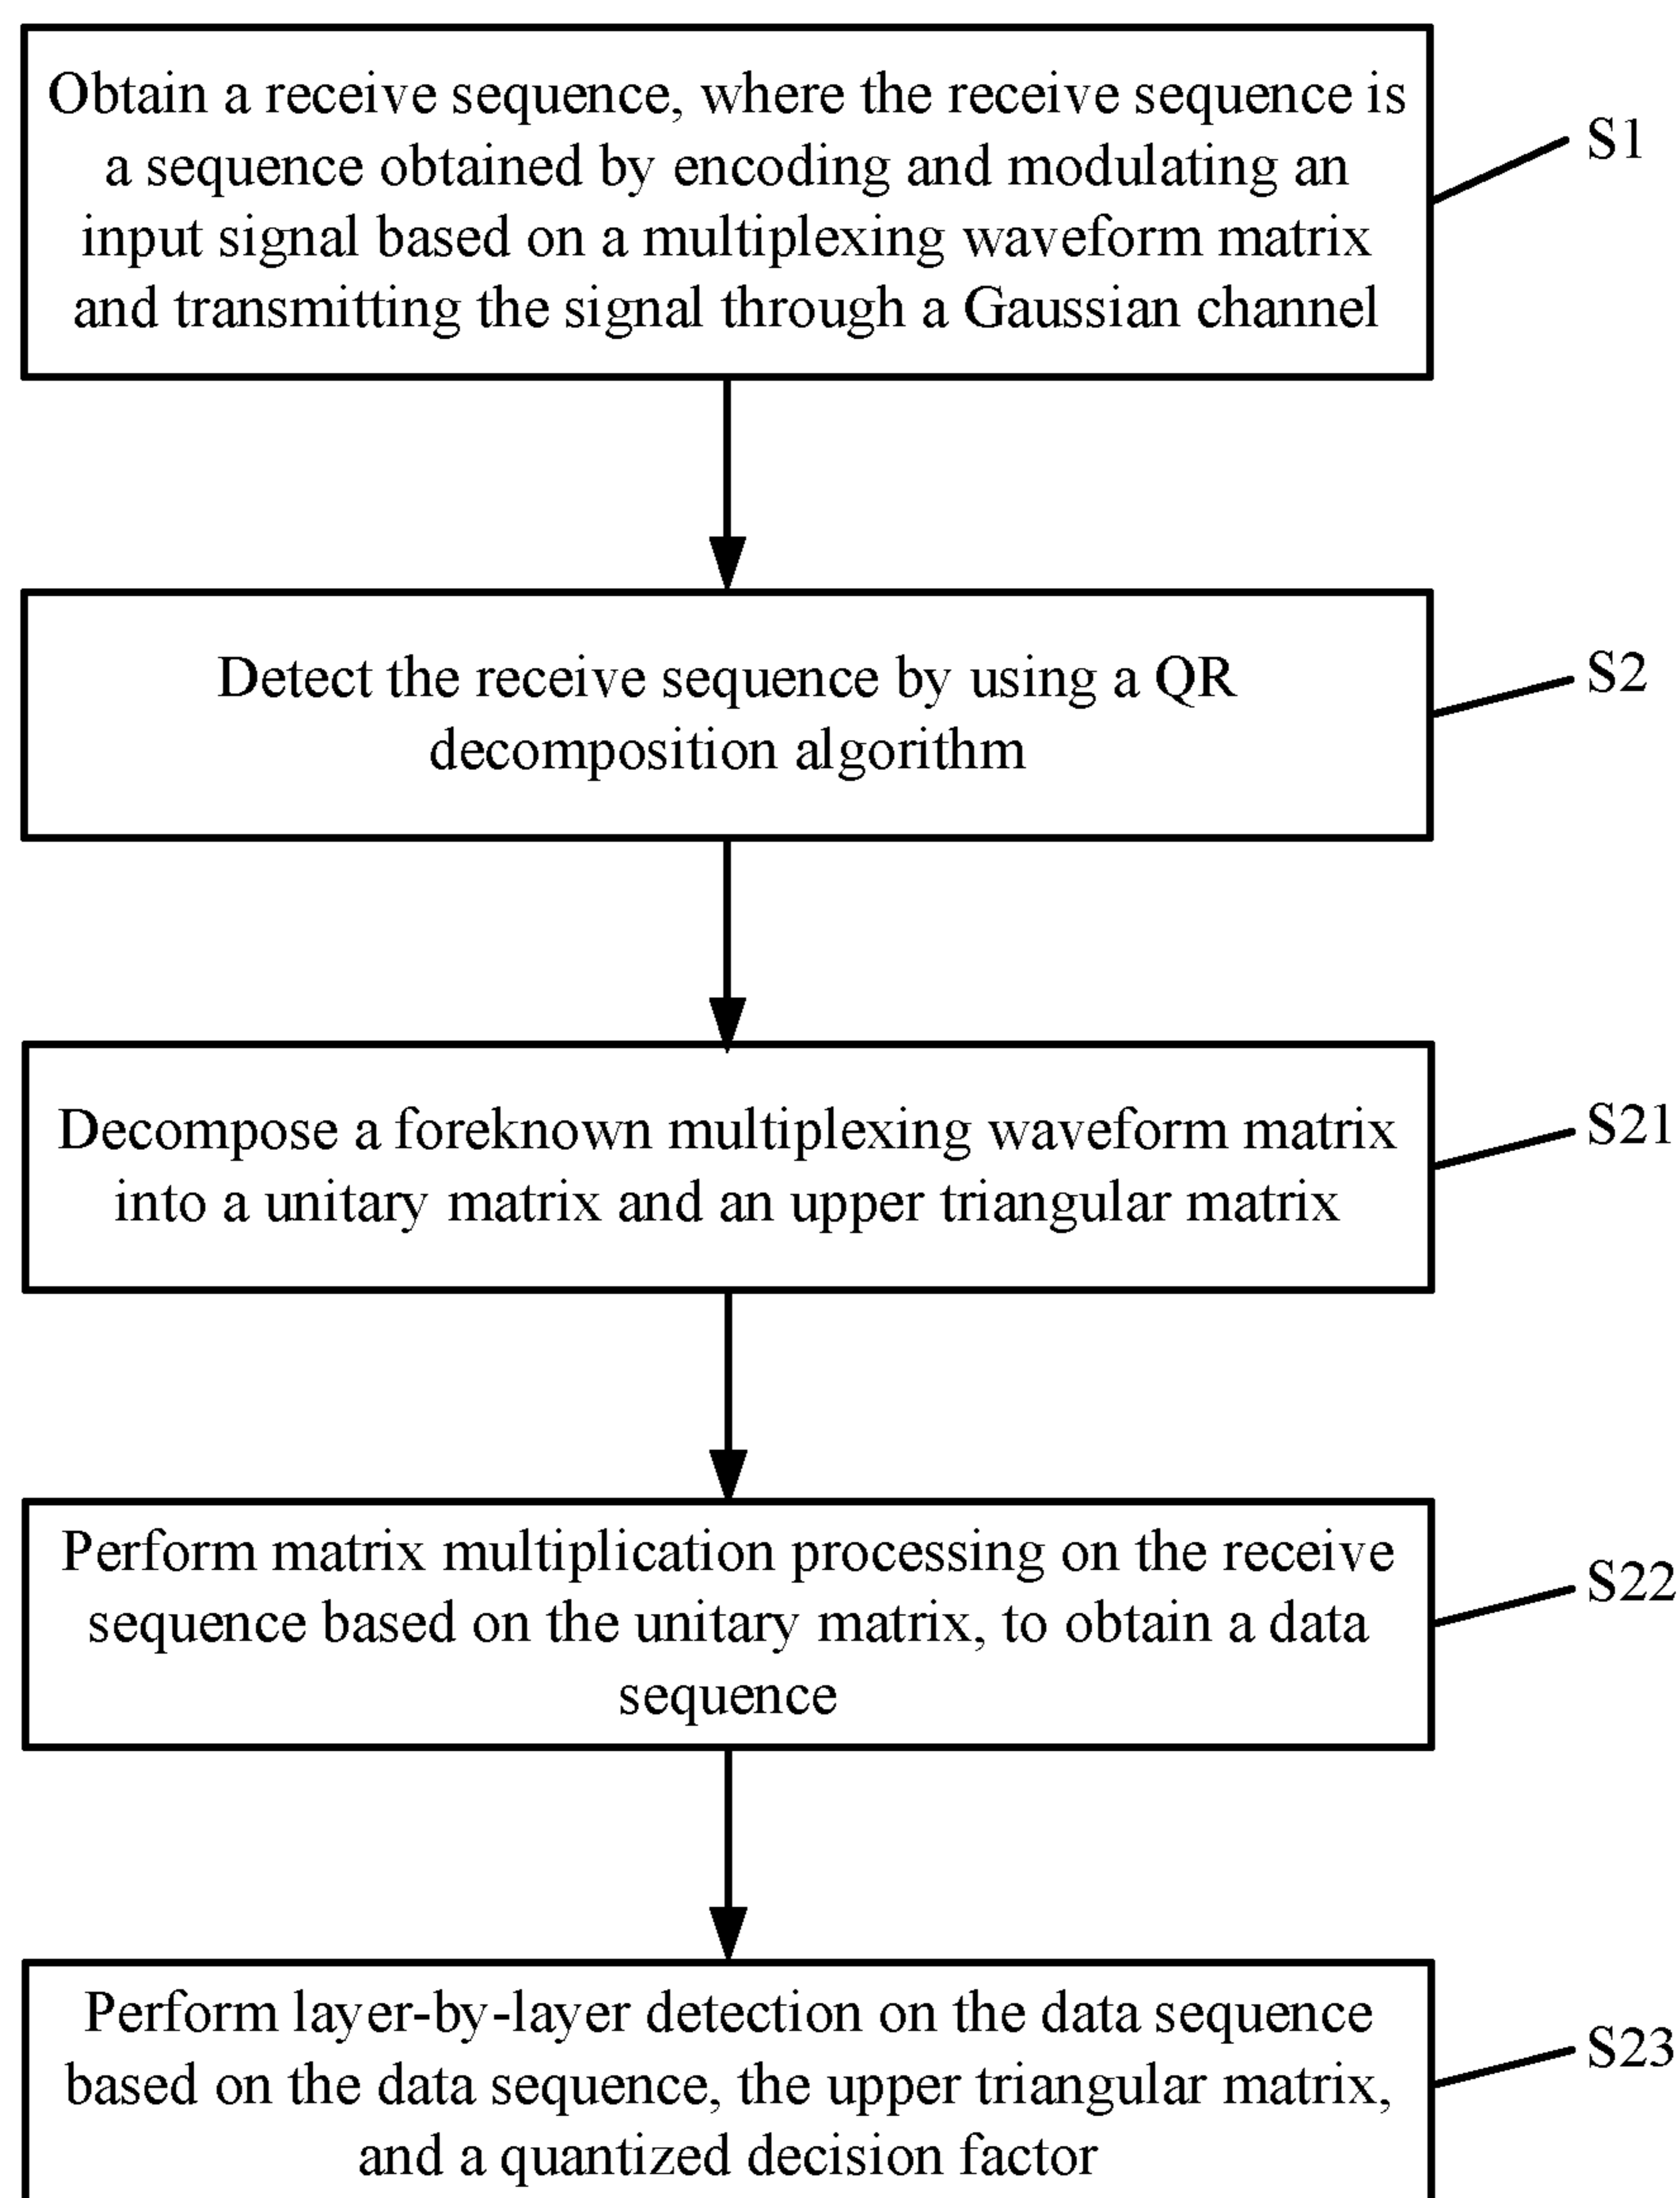 Obtain a receive sequence, where the receive sequence is
a sequence obtained by encoding and modulating an
input signal based on a multiplexing waveform matrix
and transmitting the signal through a Gaussian channel
S1
Detect the receive sequence by using a QR
decomposition algorithm
S2
Decompose a foreknown multiplexing waveform matrix
into a unitary matrix and an upper triangular matrix
S21
Perform matrix multiplication processing on the receive
sequence based on the unitary matrix, to obtain a data
sequence
S22
Perform layer-by-layer detection on the data sequence
based on the data sequence, the upper triangular matrix,
and a quantized decision factor
S23